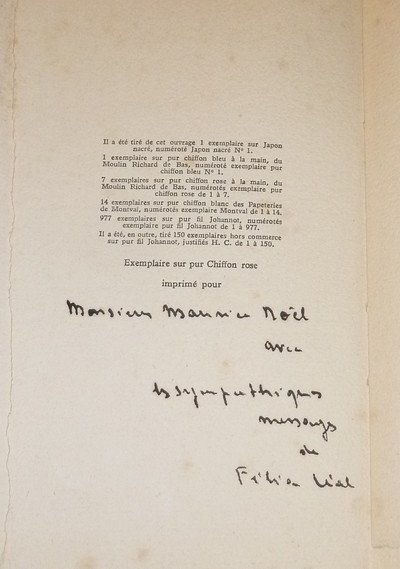 Il a été tiré de cet ouvrage 1 exemplaire sur Japon
nacré, numéroté Japon nacré N° 1.
1 exemplaire sur pur chiffon bleu à la main, du
Moulin Richard de Bas, numérotés exemplaire pur
chiffon bleu N° 1.
7 exemplaires sur pur chiffon rose à la main, du
Moulin Richard de Bas, numérotés exemplaire pur
chiffon rose de 1 à 7.
14 exemplaires sur pur chiffon blanc des Papeteries
de Montval, numérotés exemplaire Montval de 1 à 14.
977 exemplaires sur pur fil Johannot, numérotés
exemplaire pur fil Johannot de 1 à 977.
Il a été, en outre, tiré 150 exemplaires hors commerce
sur pur fil Johannot, justifiés H. C. de 1 à 150.
Exemplaire sur pur Chiffon rose
imprimé pour
Monsieur Maurice Noël
avec
sympathiques
messages
de